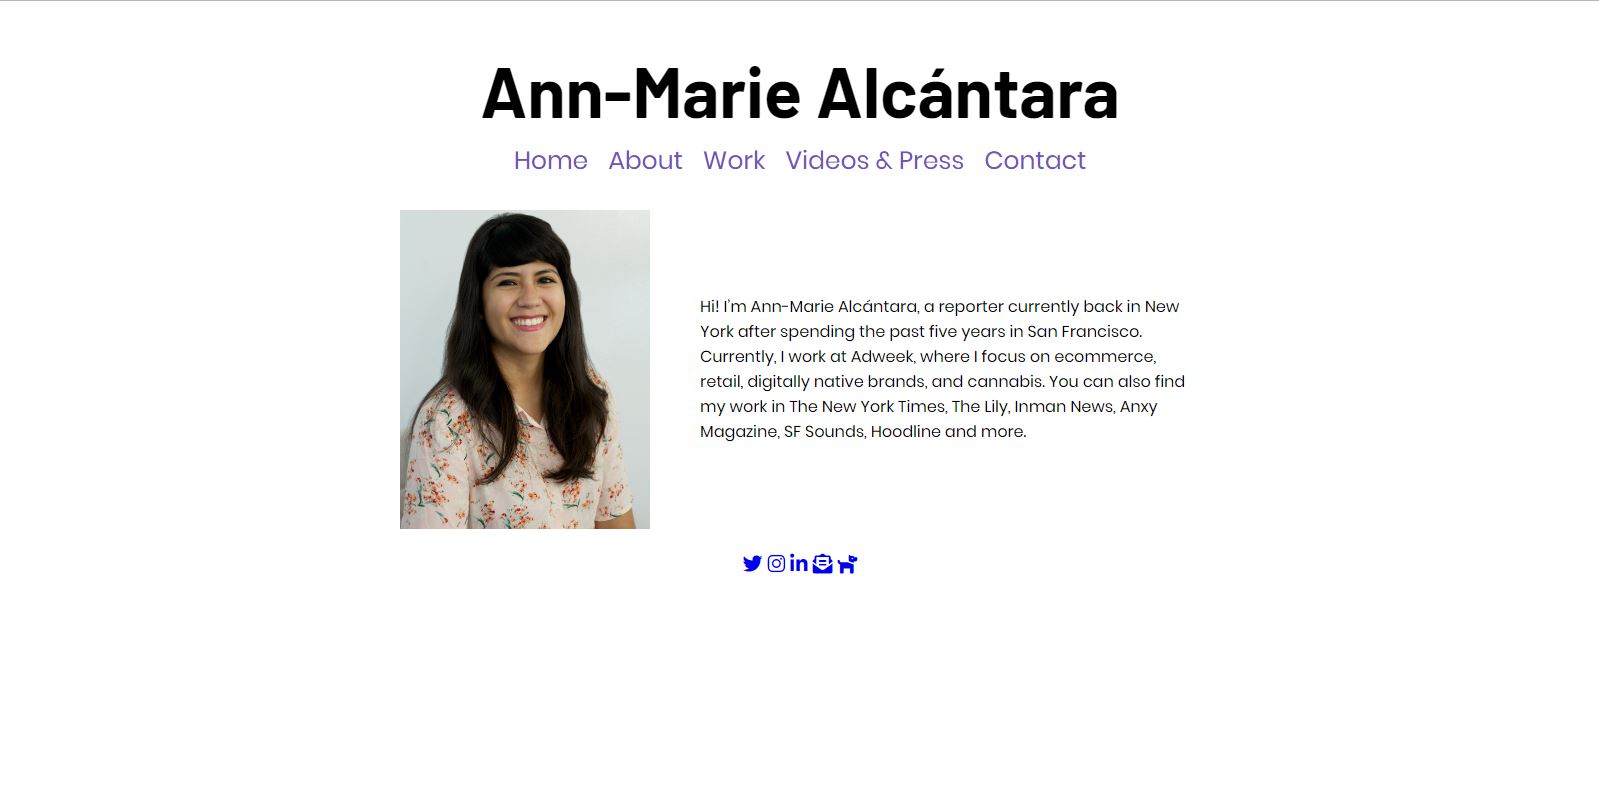 Ann-Marie Alcántara
Home About Work Videos & Press Contact
Hi! I'm Ann-Marie Alcántara, a reporter currently back in New
York after spending the past five years in San Francisco.
Currently, I work at Adweek, where I focus on ecommerce,
retail, digitally native brands, and cannabis. You can also find
my work in The New York Times, The Lily, Inman News, Anxy
Magazine, SF Sounds, Hoodline and more.